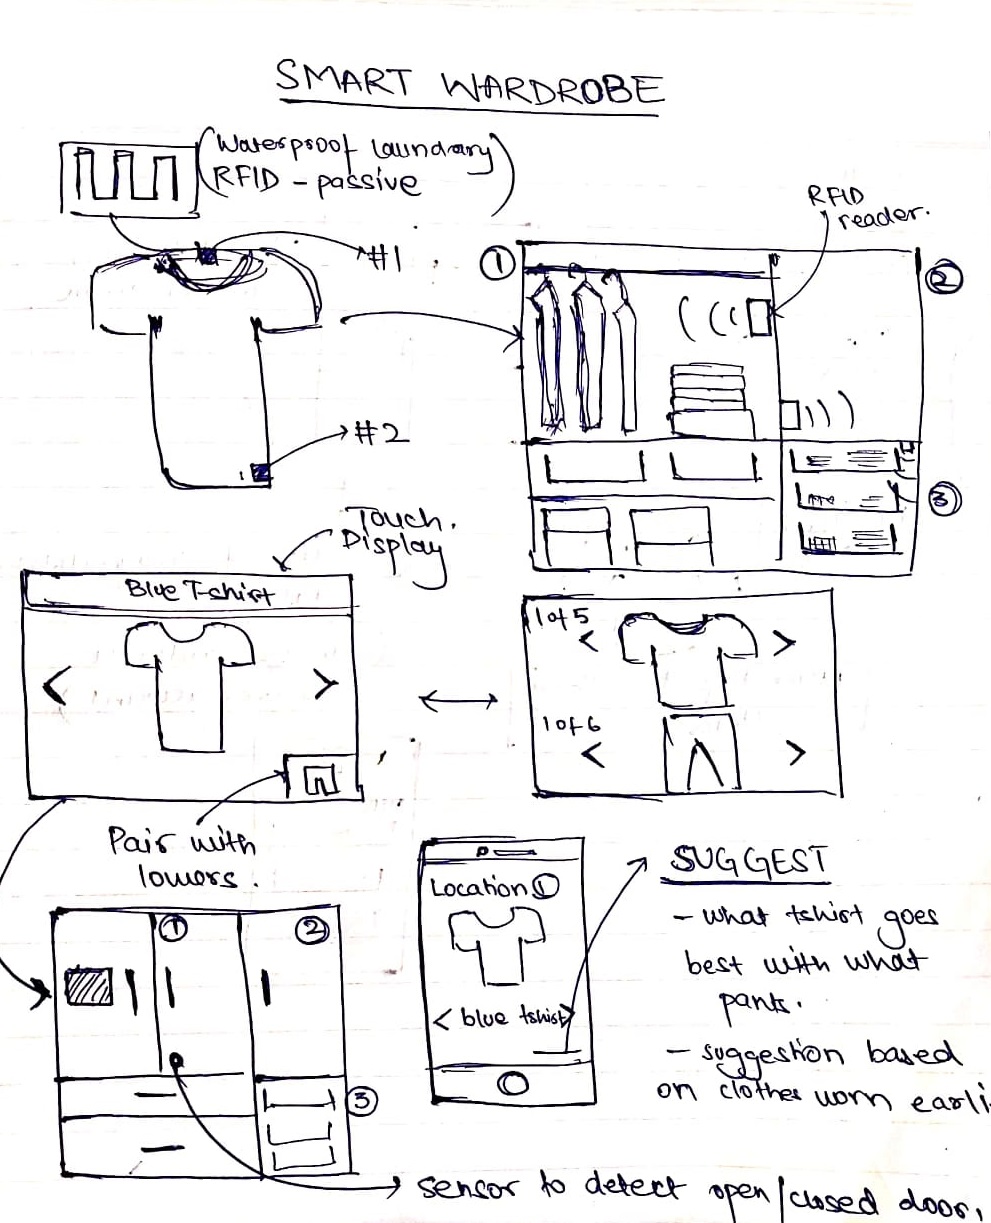 SMART WARDROBE
(Waterproof laundary)
RFID - passive
RFID
reader.
#1
①
②
#2
③
Touch.
Display
Blue T-shirt
<
>
1 of 5
<
>
1 of 6
<
>
Pair with
lowers.
Location ①
< blue tshirt>
SUGGEST
- what tshirt goes
best with what
pants.
- suggestion based
on clothes worn earli
①
②
③
sensor to detect open/closed door,